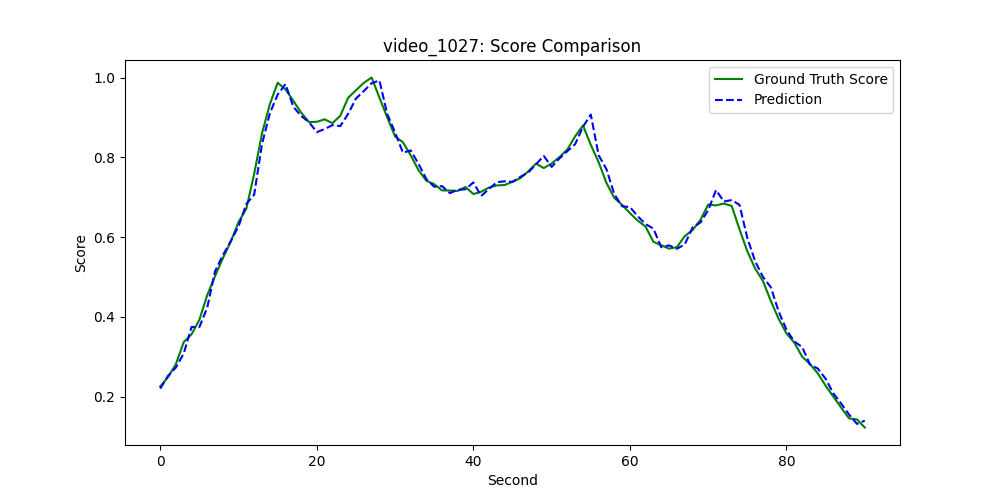 video_1027: Score Comparison
Ground Truth Score
Prediction
1.0
0.8
0.6
0.4
0.2
Score
0 20 40 60 80
Second